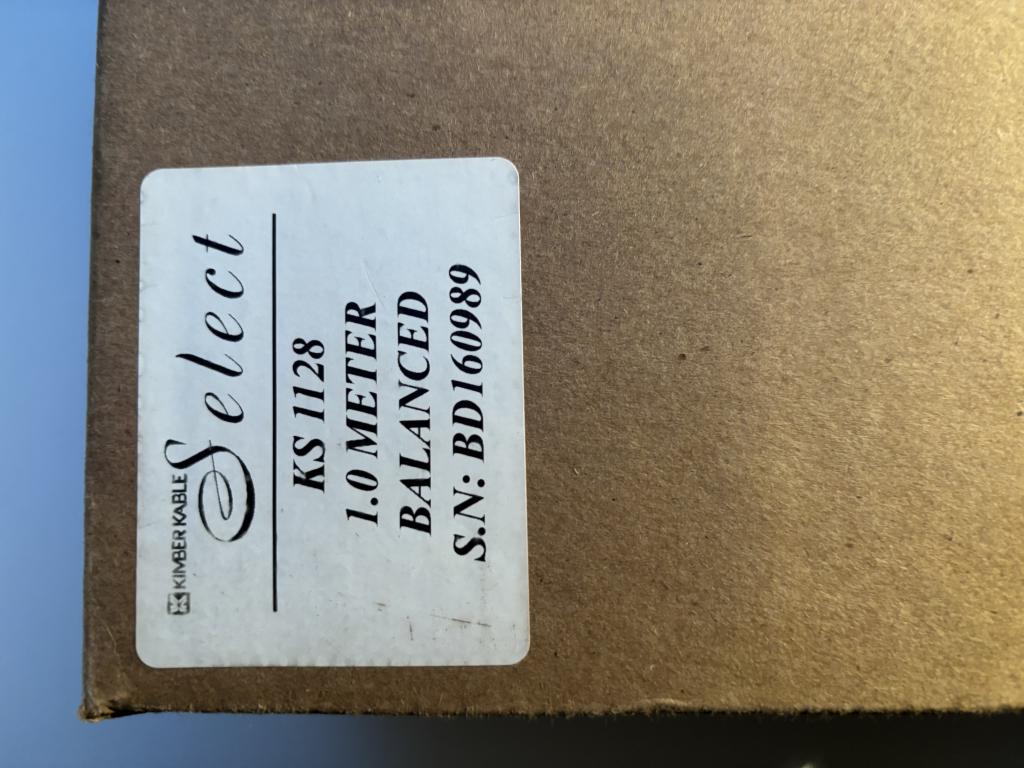 KIMBER KABLE
Select
KS 1128
1.0 METER
BALANCED
S.N: BD160989